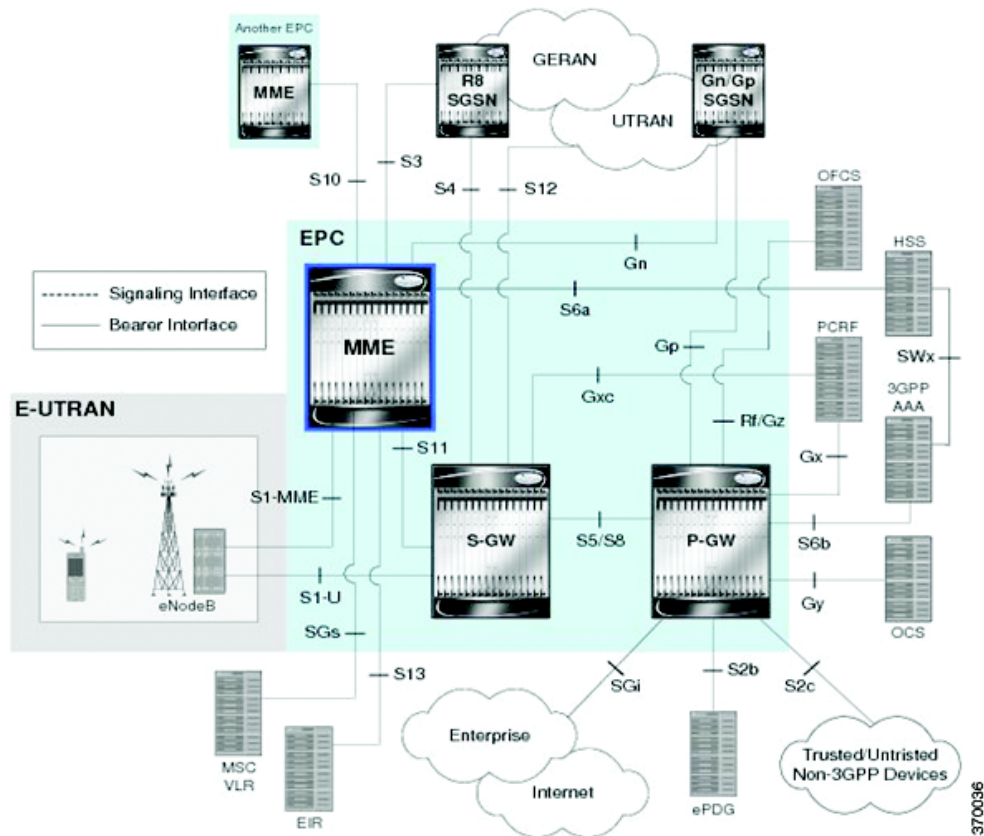 Another EPC
MME
R8
SGSN
GERAN
UTRAN
Gn/Gp
SGSN
S10
S3
S4
S12
OFCS
HSS
EPC
Gn
S6a
Signaling Interface
Bearer Interface
MME
Gp
PCRF
SWx
Gxc
3GPP
AAA
E-UTRAN
S11
Rf/Gz
Gx
S1-MME
S-GW
S5/S8
P-GW
S6b
eNodeB
S1-U
Gy
OCS
SGs
S13
SGi
S2b
S2c
MSC
VLR
EIR
Enterprise
Internet
ePDG
Trusted/Untristed
Non-3GPP Devices
370036